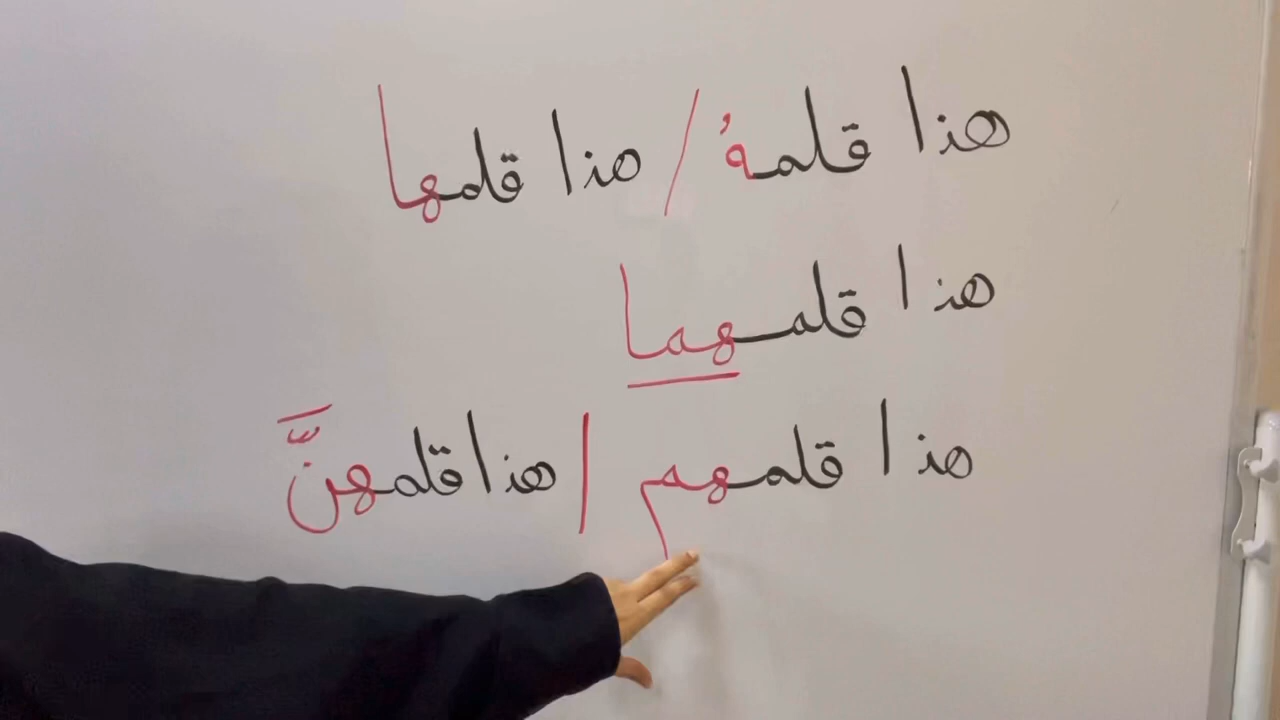 هذا قلمهُ / هذا قلمها
هذا قلمهما
هذا قلمهم / هذا قلمهنَّ